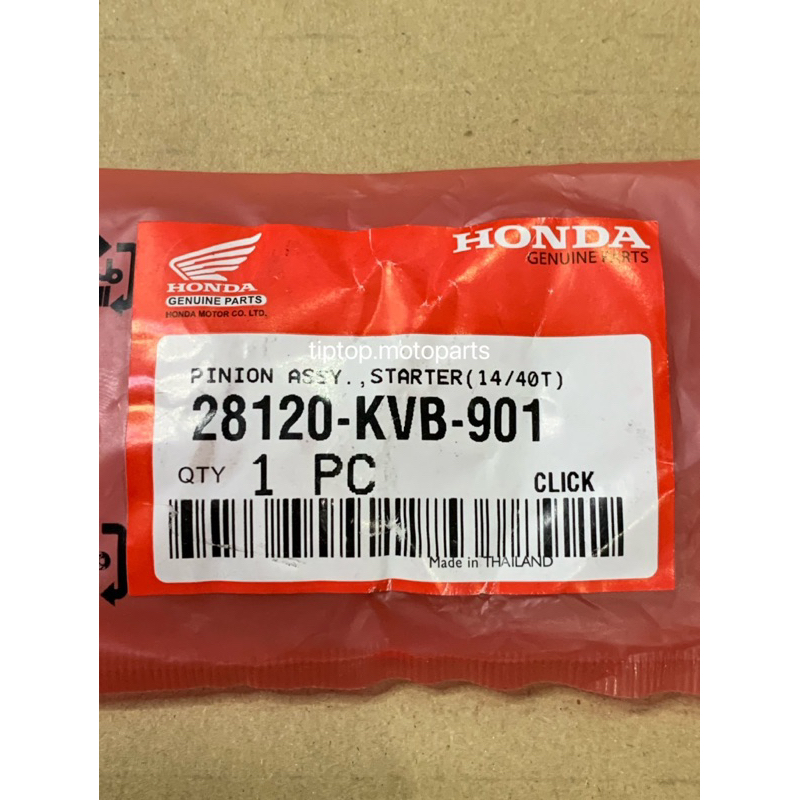 HONDA
GENUINE PARTS
HONDA
GENUINE PARTS
HONDA MOTOR CO. LTD.
tiptop.motoparts
PINION ASSY.,STARTER(14/40T)
28120-KVB-901
QTY 1 PC
CLICK
Made in THAILAND